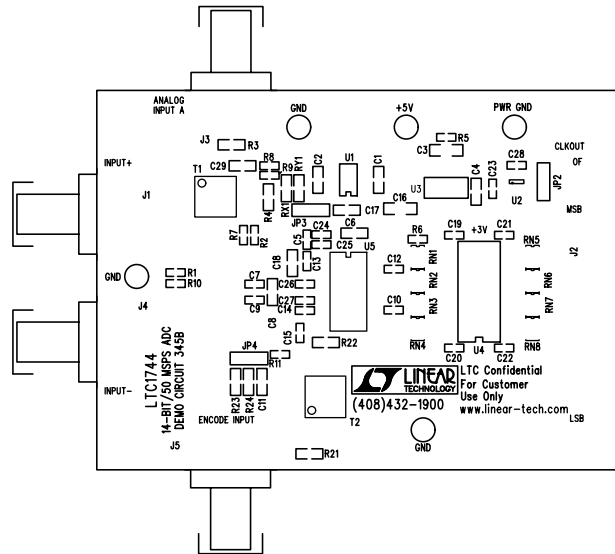 ANALOG
INPUT A
GND
+5V
PWR GND
J3
R3
R5
C3
CLKOUT
OF
INPUT+
C29
R8
R9
RY1
C2
U1
C1
C28
T1
U3
C4
C23
U2
JP2
J1
R4
RX1
JP3
C17
C16
MSB
R7
R2
C5
C24
C6
R6
C19
+3V
C21
C25
U5
RN1
RN5
J2
GND
C18
C13
C12
R1
R10
C7
C26
RN2
RN6
J4
C9
C27
RN3
RN7
C14
C10
C8
C15
R22
RN4
C20
U4
C22
RN8
JP4
R11
LT LINEAR
TECHNOLOGY
LTC Confidential
For Customer
Use Only
www.linear-tech.com
(408)432-1900
INPUT-
LTC1744
14-BIT/50 MSPS ADC
DEMO CIRCUIT 345B
R23
R24
C11
ENCODE INPUT
T2
LSB
J5
GND
R21